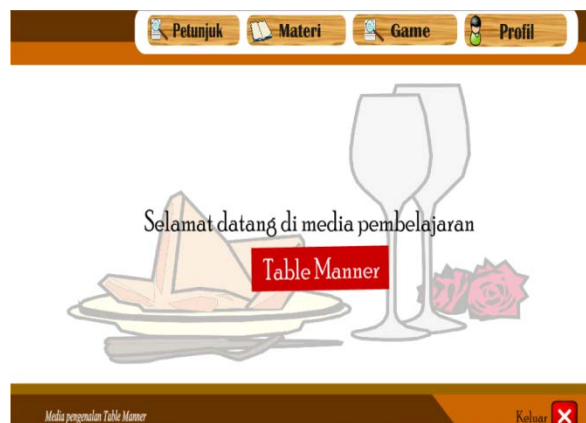 Petunjuk Materi Game Profil
Selamat datang di media pembelajaran
Table Manner
Media pengenalan Table Manner
Keluar